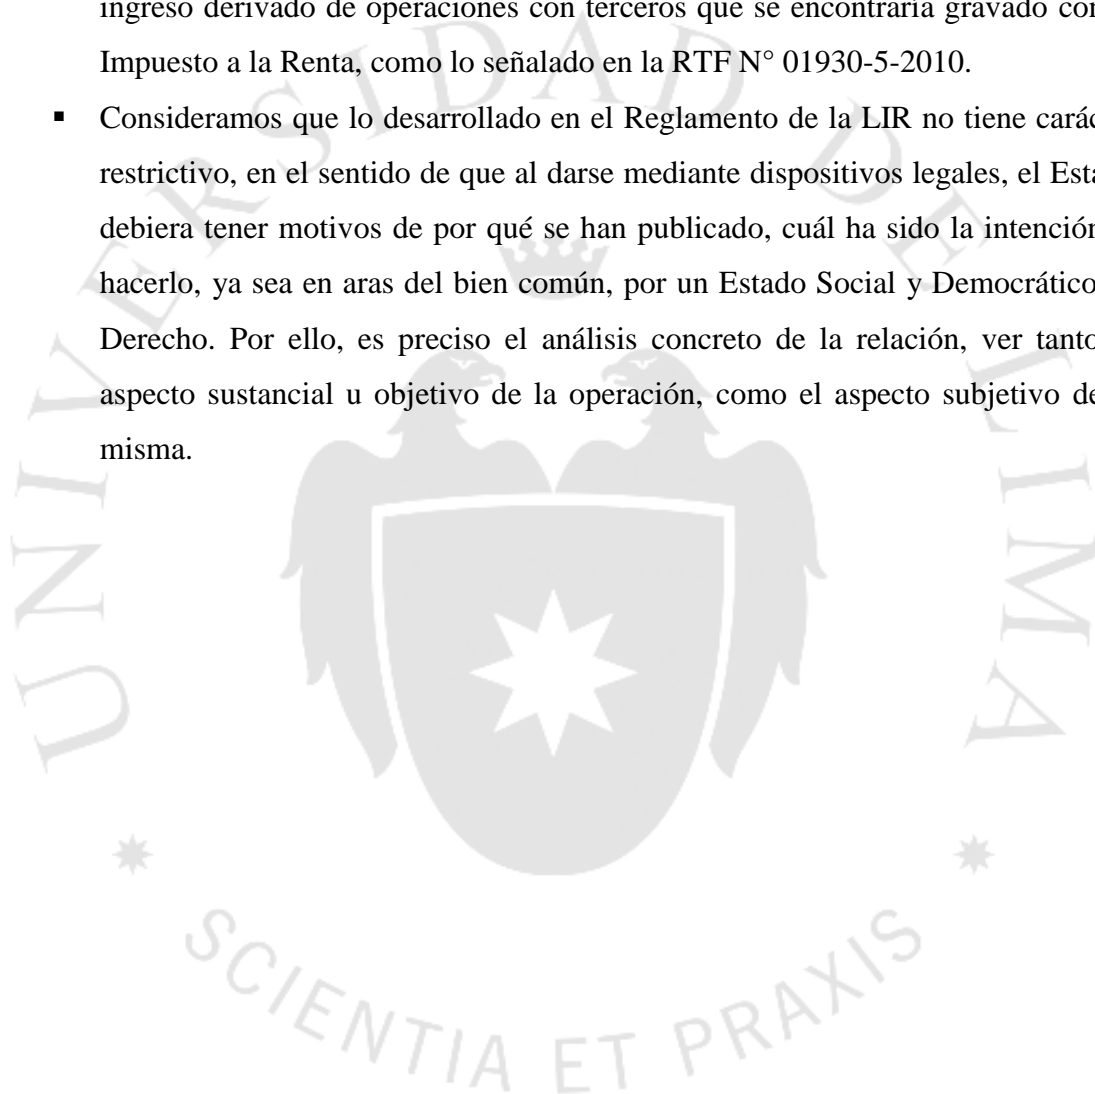 ingreso derivado de operaciones con terceros que se encontraría gravado con
Impuesto a la Renta, como lo señalado en la RTF N° 01930-5-2010.
▪ Consideramos que lo desarrollado en el Reglamento de la LIR no tiene
restrictivo, en el sentido de que al darse mediante dispositivos legales, el
debiera tener motivos de por qué se han publicado, cuál ha sido la intención
hacerlo, ya sea en aras del bien común, por un Estado Social y Democrático
Derecho. Por ello, es preciso el análisis concreto de la relación, ver tanto
aspecto sustancial u objetivo de la operación, como el aspecto subjetivo
misma.
UNIVERSIDAD DE LIMA
SCIENTIA ET PRAXIS